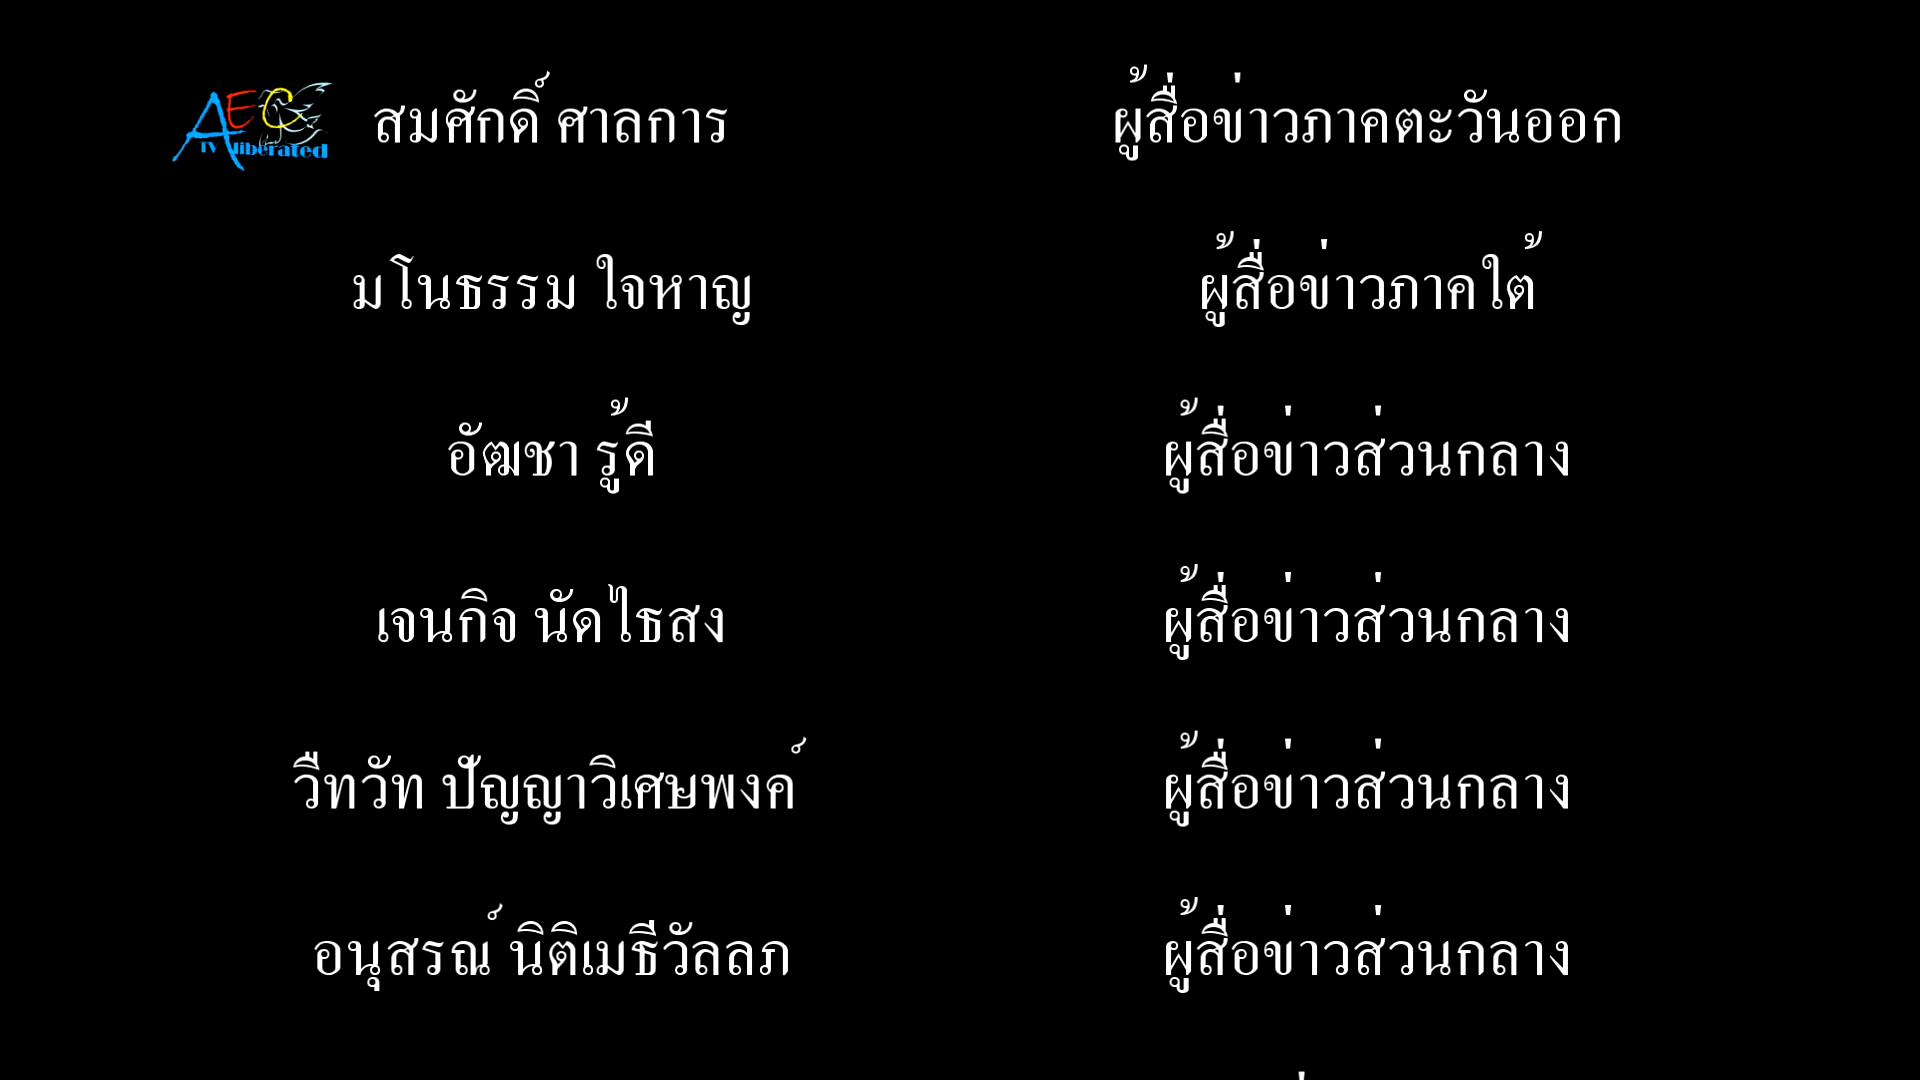 AEC
TV liberated
สมศักดิ์ ศาลการ ผู้สื่อข่าวภาคตะวันออก
มโนธรรม ใจหาญ ผู้สื่อข่าวภาคใต้
อัฒชา รู้ดี ผู้สื่อข่าวส่วนกลาง
เจนกิจ นัดไธสง ผู้สื่อข่าวส่วนกลาง
วืทวัท ปัญญาวิเศษพงค์ ผู้สื่อข่าวส่วนกลาง
อนุสรณ์ นิติเมธีวัลลภ ผู้สื่อข่าวส่วนกลาง